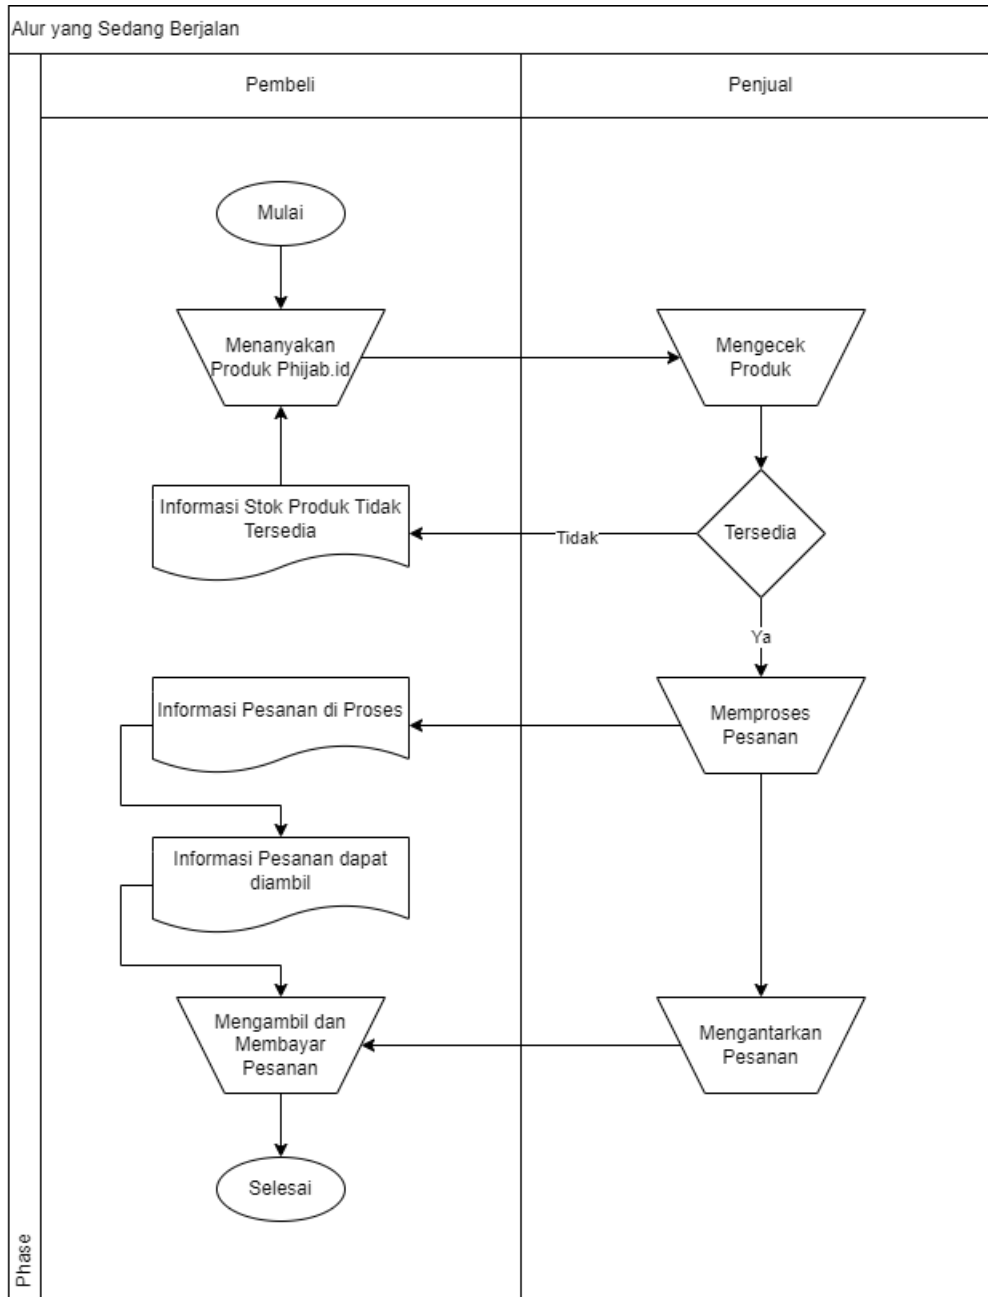 Alur yang Sedang Berjalan
Pembeli
Penjual
Mulai
Menanyakan
Produk Phijab.id
Mengecek
Produk
Informasi Stok Produk Tidak
Tersedia
Tidak
Tersedia
Ya
Informasi Pesanan di Proses
Memproses
Pesanan
Informasi Pesanan dapat
diambil
Mengambil dan
Membayar
Pesanan
Mengantarkan
Pesanan
Selesai
Phase